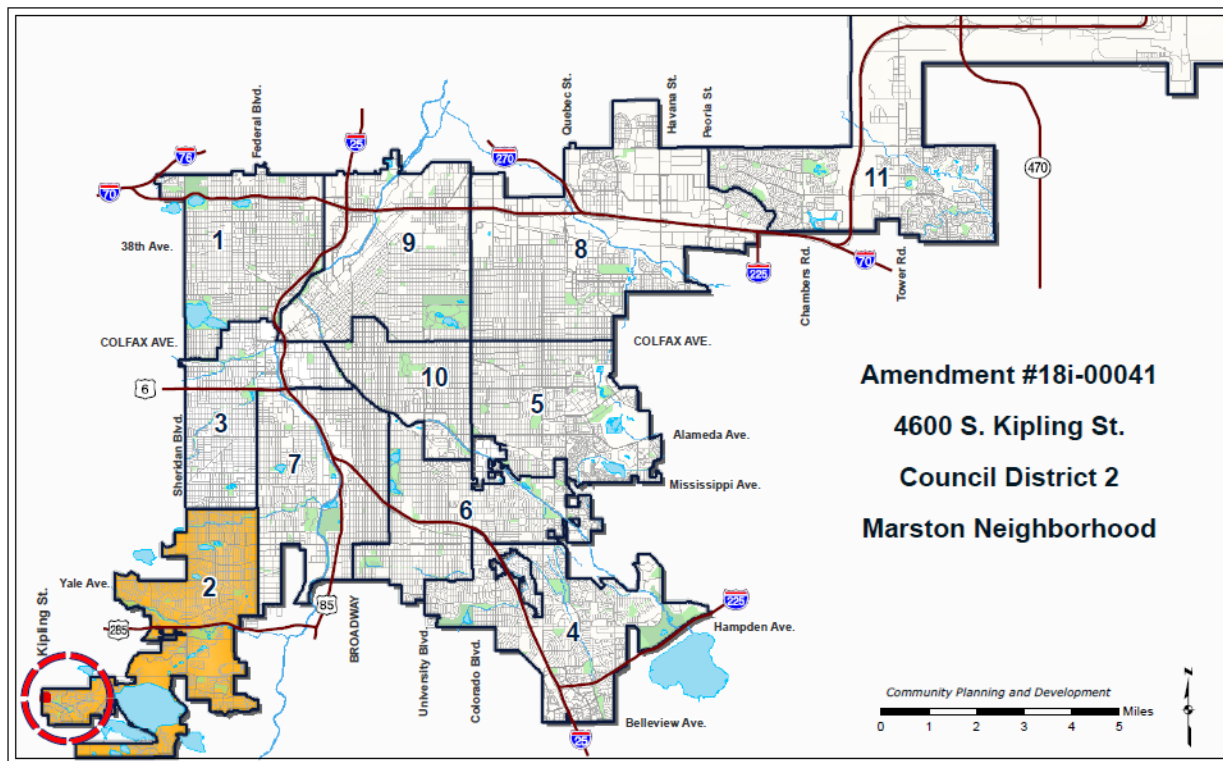 Federal Blvd.
Quebec St.
Havana St.
Peoria St.
76
25
270
70
470
11
1
9
8
38th Ave.
225
70
Chambers Rd.
Tower Rd.
COLFAX AVE.
COLFAX AVE.
6
10
5
3
Sheridan Blvd.
7
Alameda Ave.
Mississippi Ave.
6
Amendment #18i-00041
4600 S. Kipling St.
Council District 2
Marston Neighborhood
Yale Ave.
2
85
BROADWAY
285
Kipling St.
University Blvd.
Colorado Blvd.
4
225
Hampden Ave.
Belleview Ave.
25
Community Planning and Development
Miles
0 1 2 3 4 5
N